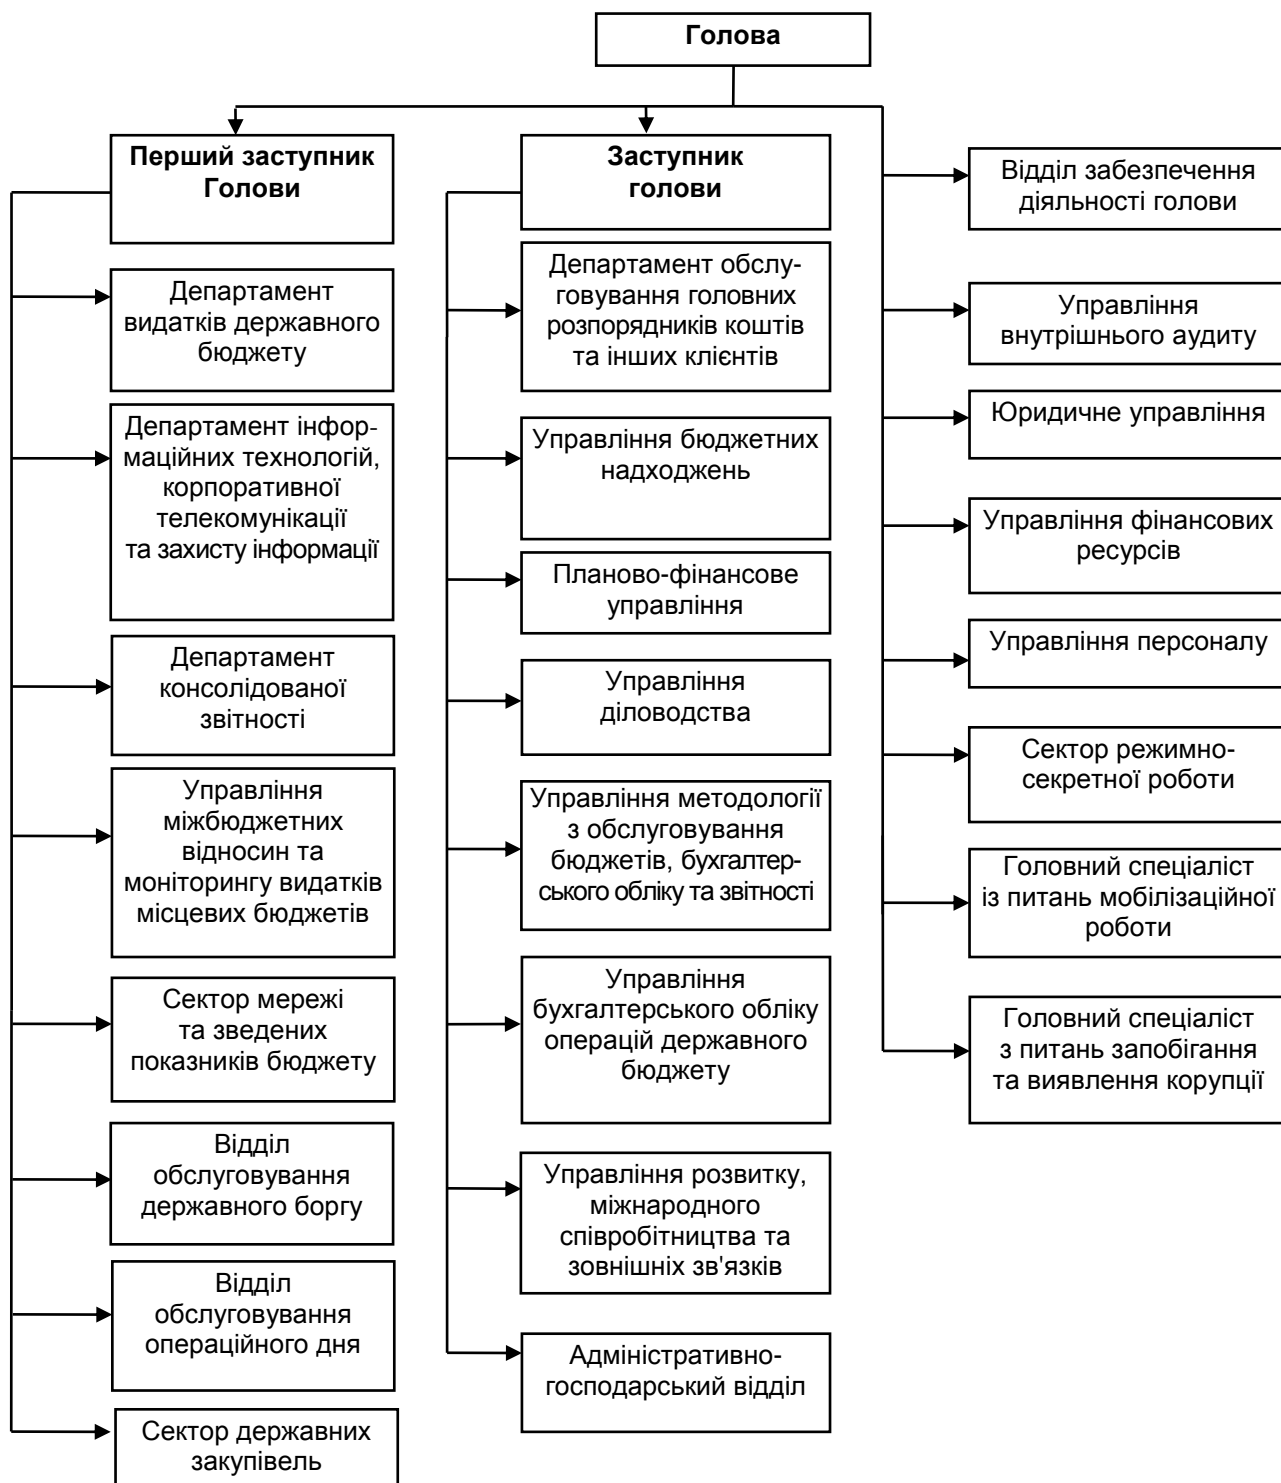 Голова
Перший заступник
Голови
Департамент
видатків державного
бюджету
Департамент інфор-
маційних технологій,
корпоративної
телекомунікації
та захисту інформації
Департамент
консолідованої
звітності
Управління
міжбюджетних
відносин та
моніторингу видатків
місцевих бюджетів
Сектор мережі
та зведених
показників бюджету
Відділ
обслуговування
державного боргу
Відділ
обслуговування
операційного дня
Сектор державних
закупівель
Заступник
голови
Департамент обслу-
говування головних
розпорядників коштів
та інших клієнтів
Управління бюджетних
надходжень
Планово-фінансове
управління
Управління
діловодства
Управління методології
з обслуговування
бюджетів, бухгалтер-
ського обліку та звітності
Управління
бухгалтерського обліку
операцій державного
бюджету
Управління розвитку,
міжнародного
співробітництва та
зовнішніх зв'язків
Адміністративно-
господарський відділ
Відділ забезпечення
діяльності голови
Управління
внутрішнього аудиту
Юридичне управління
Управління фінансових
ресурсів
Управління персоналу
Сектор режимно-
секретної роботи
Головний спеціаліст
із питань мобілізаційної
роботи
Головний спеціаліст
з питань запобігання
та виявлення корупції